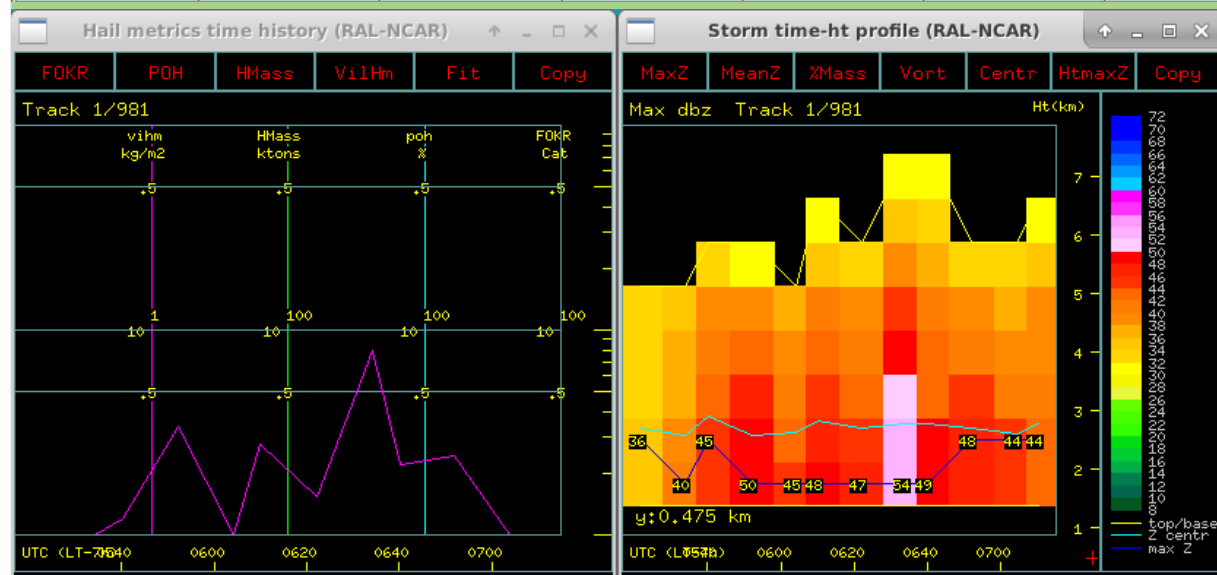 Hail metrics time history (RAL-NCAR)
FOKR POH HMass VilHm Fit Copy
Track 1/981
vihm HMass poh FOKR
kg/m2 ktons % Cat
.5 .5 .5 .5
1 100 100 100
10 10 10 10
.5 .5 .5 .5
UTC (LT-7 0540 0600 0620 0640 0700
Storm time-ht profile (RAL-NCAR)
MaxZ MeanZ %Mass Vort Centr HtmaxZ Copy
Max dbz Track 1/981 Ht(km)
7
6
5
4
3
2
1
36 40 45 50 45 48 47 54 49 48 44 44
y:0.475 km
UTC (LT 0600 0620 0640 0700
72
70
68
66
64
62
60
58
56
54
52
50
48
46
44
42
40
38
36
34
32
30
28
26
24
22
20
18
16
14
12
10
8
top/base
Z centr
max Z